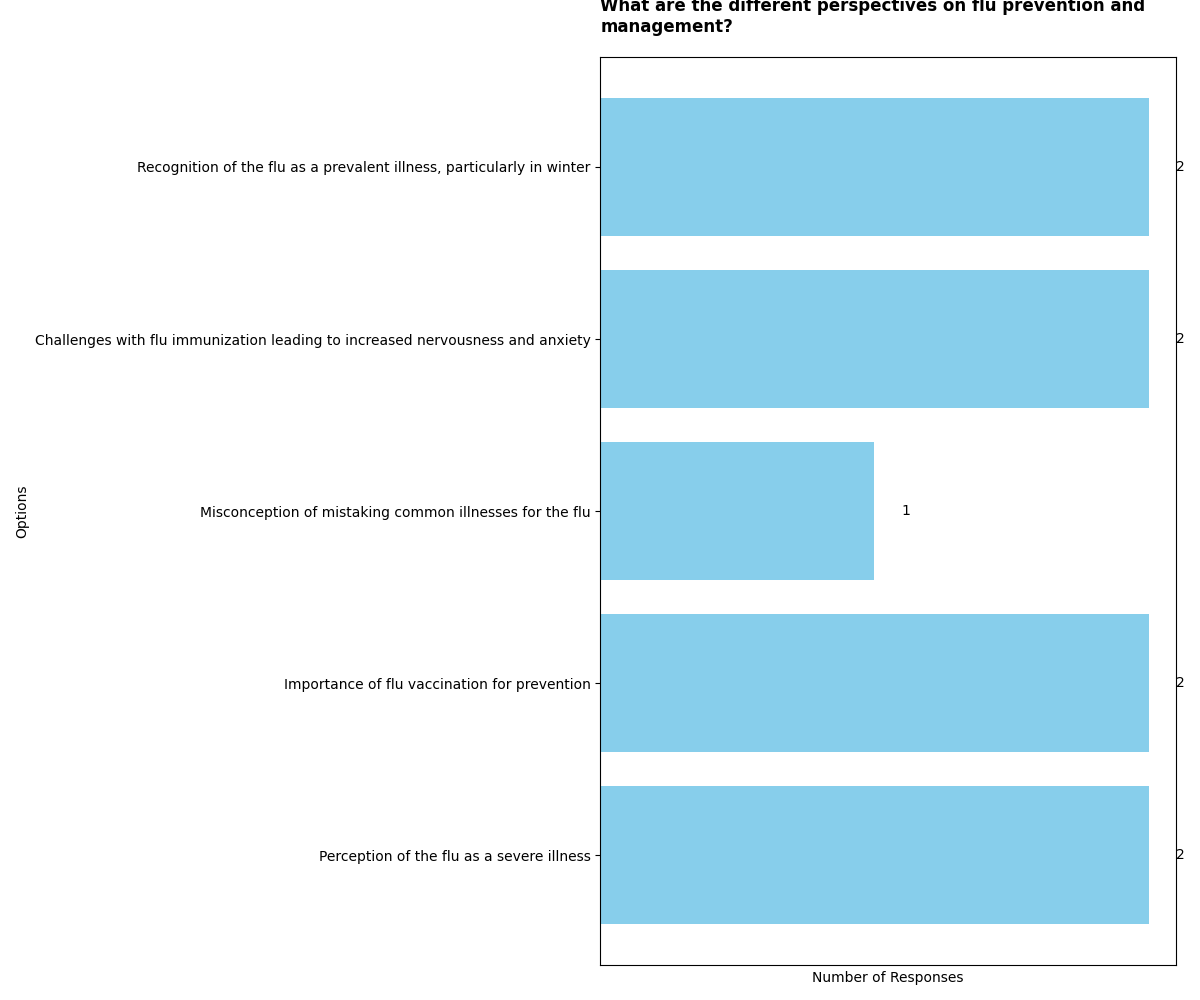 What are the different perspectives on flu prevention and
management?
Recognition of the flu as a prevalent illness, particularly in winter
2
Challenges with flu immunization leading to increased nervousness and anxiety
2
Misconception of mistaking common illnesses for the flu
1
Options
Importance of flu vaccination for prevention
2
Perception of the flu as a severe illness
2
Number of Responses